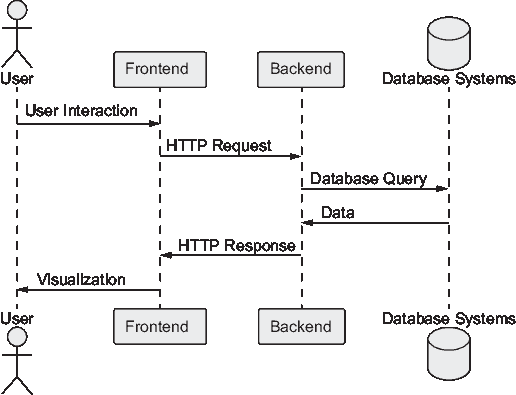 User
Frontend
Backend
Database Systems
User Interaction
HTTP Request
Database Query
Data
HTTP Response
Visualization
User
Frontend
Backend
Database Systems